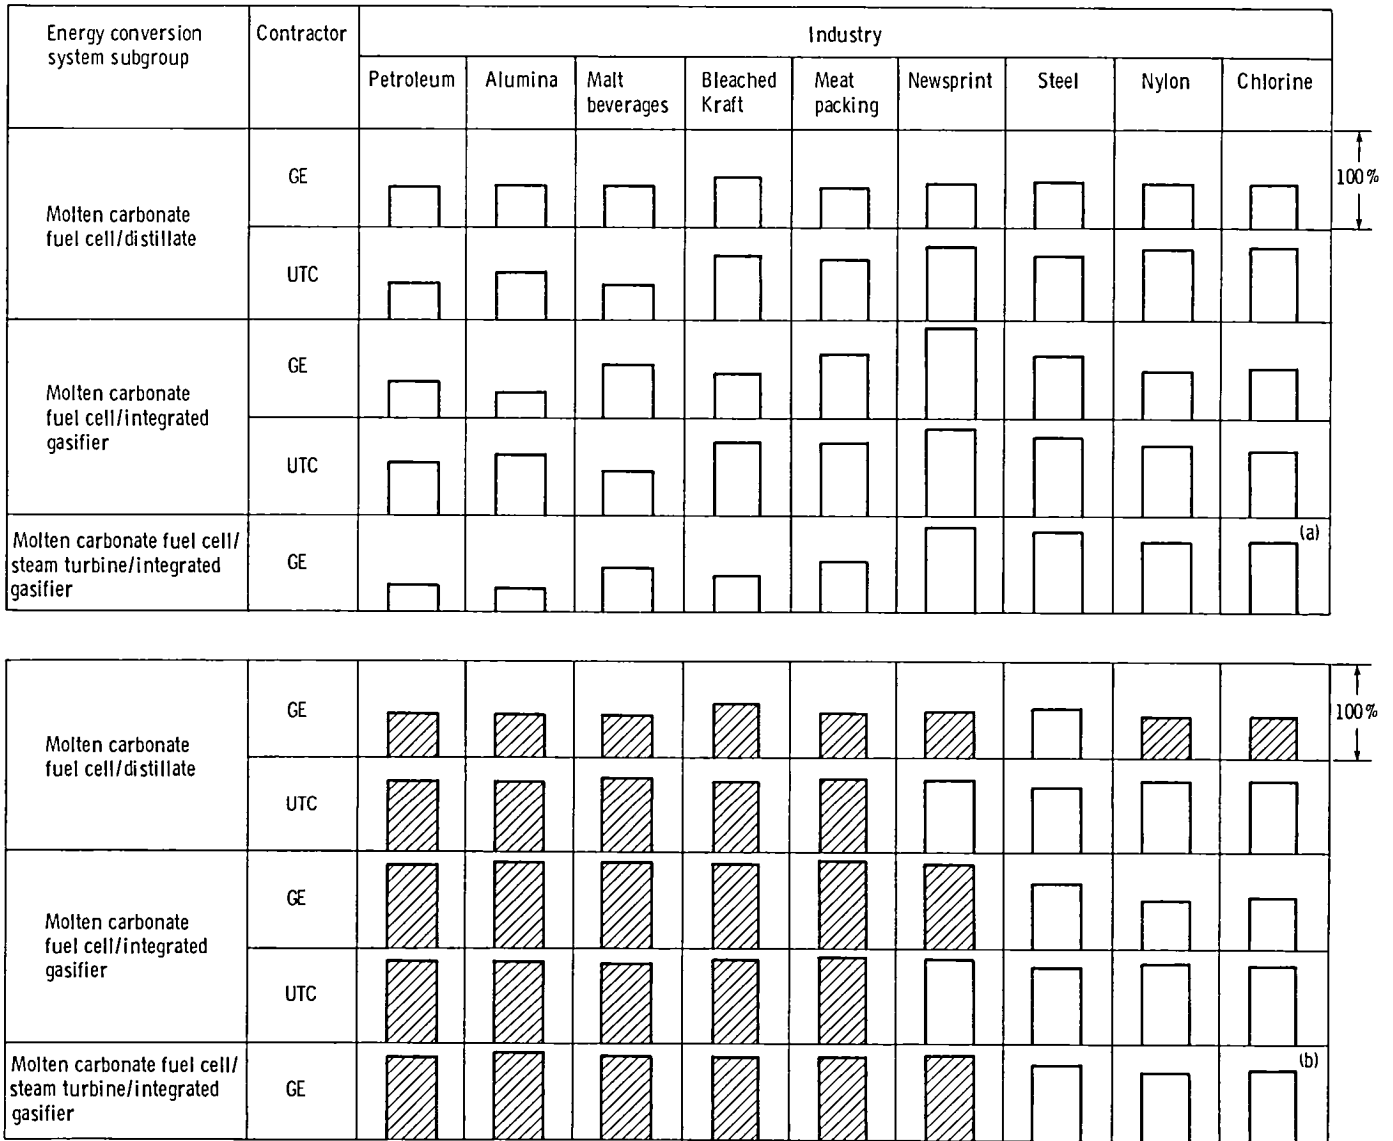 Energy conversion
system subgroup
Contractor
Industry
Petroleum
Alumina
Malt
beverages
Bleached
Kraft
Meat
packing
Newsprint
Steel
Nylon
Chlorine
Molten carbonate
fuel cell/distillate
GE
100%
UTC
Molten carbonate
fuel cell/integrated
gasifier
GE
UTC
Molten carbonate fuel cell/
steam turbine/integrated
gasifier
GE
(a)
Molten carbonate
fuel cell/distillate
GE
100%
UTC
Molten carbonate
fuel cell/integrated
gasifier
GE
UTC
Molten carbonate fuel cell/
steam turbine/integrated
gasifier
GE
(b)